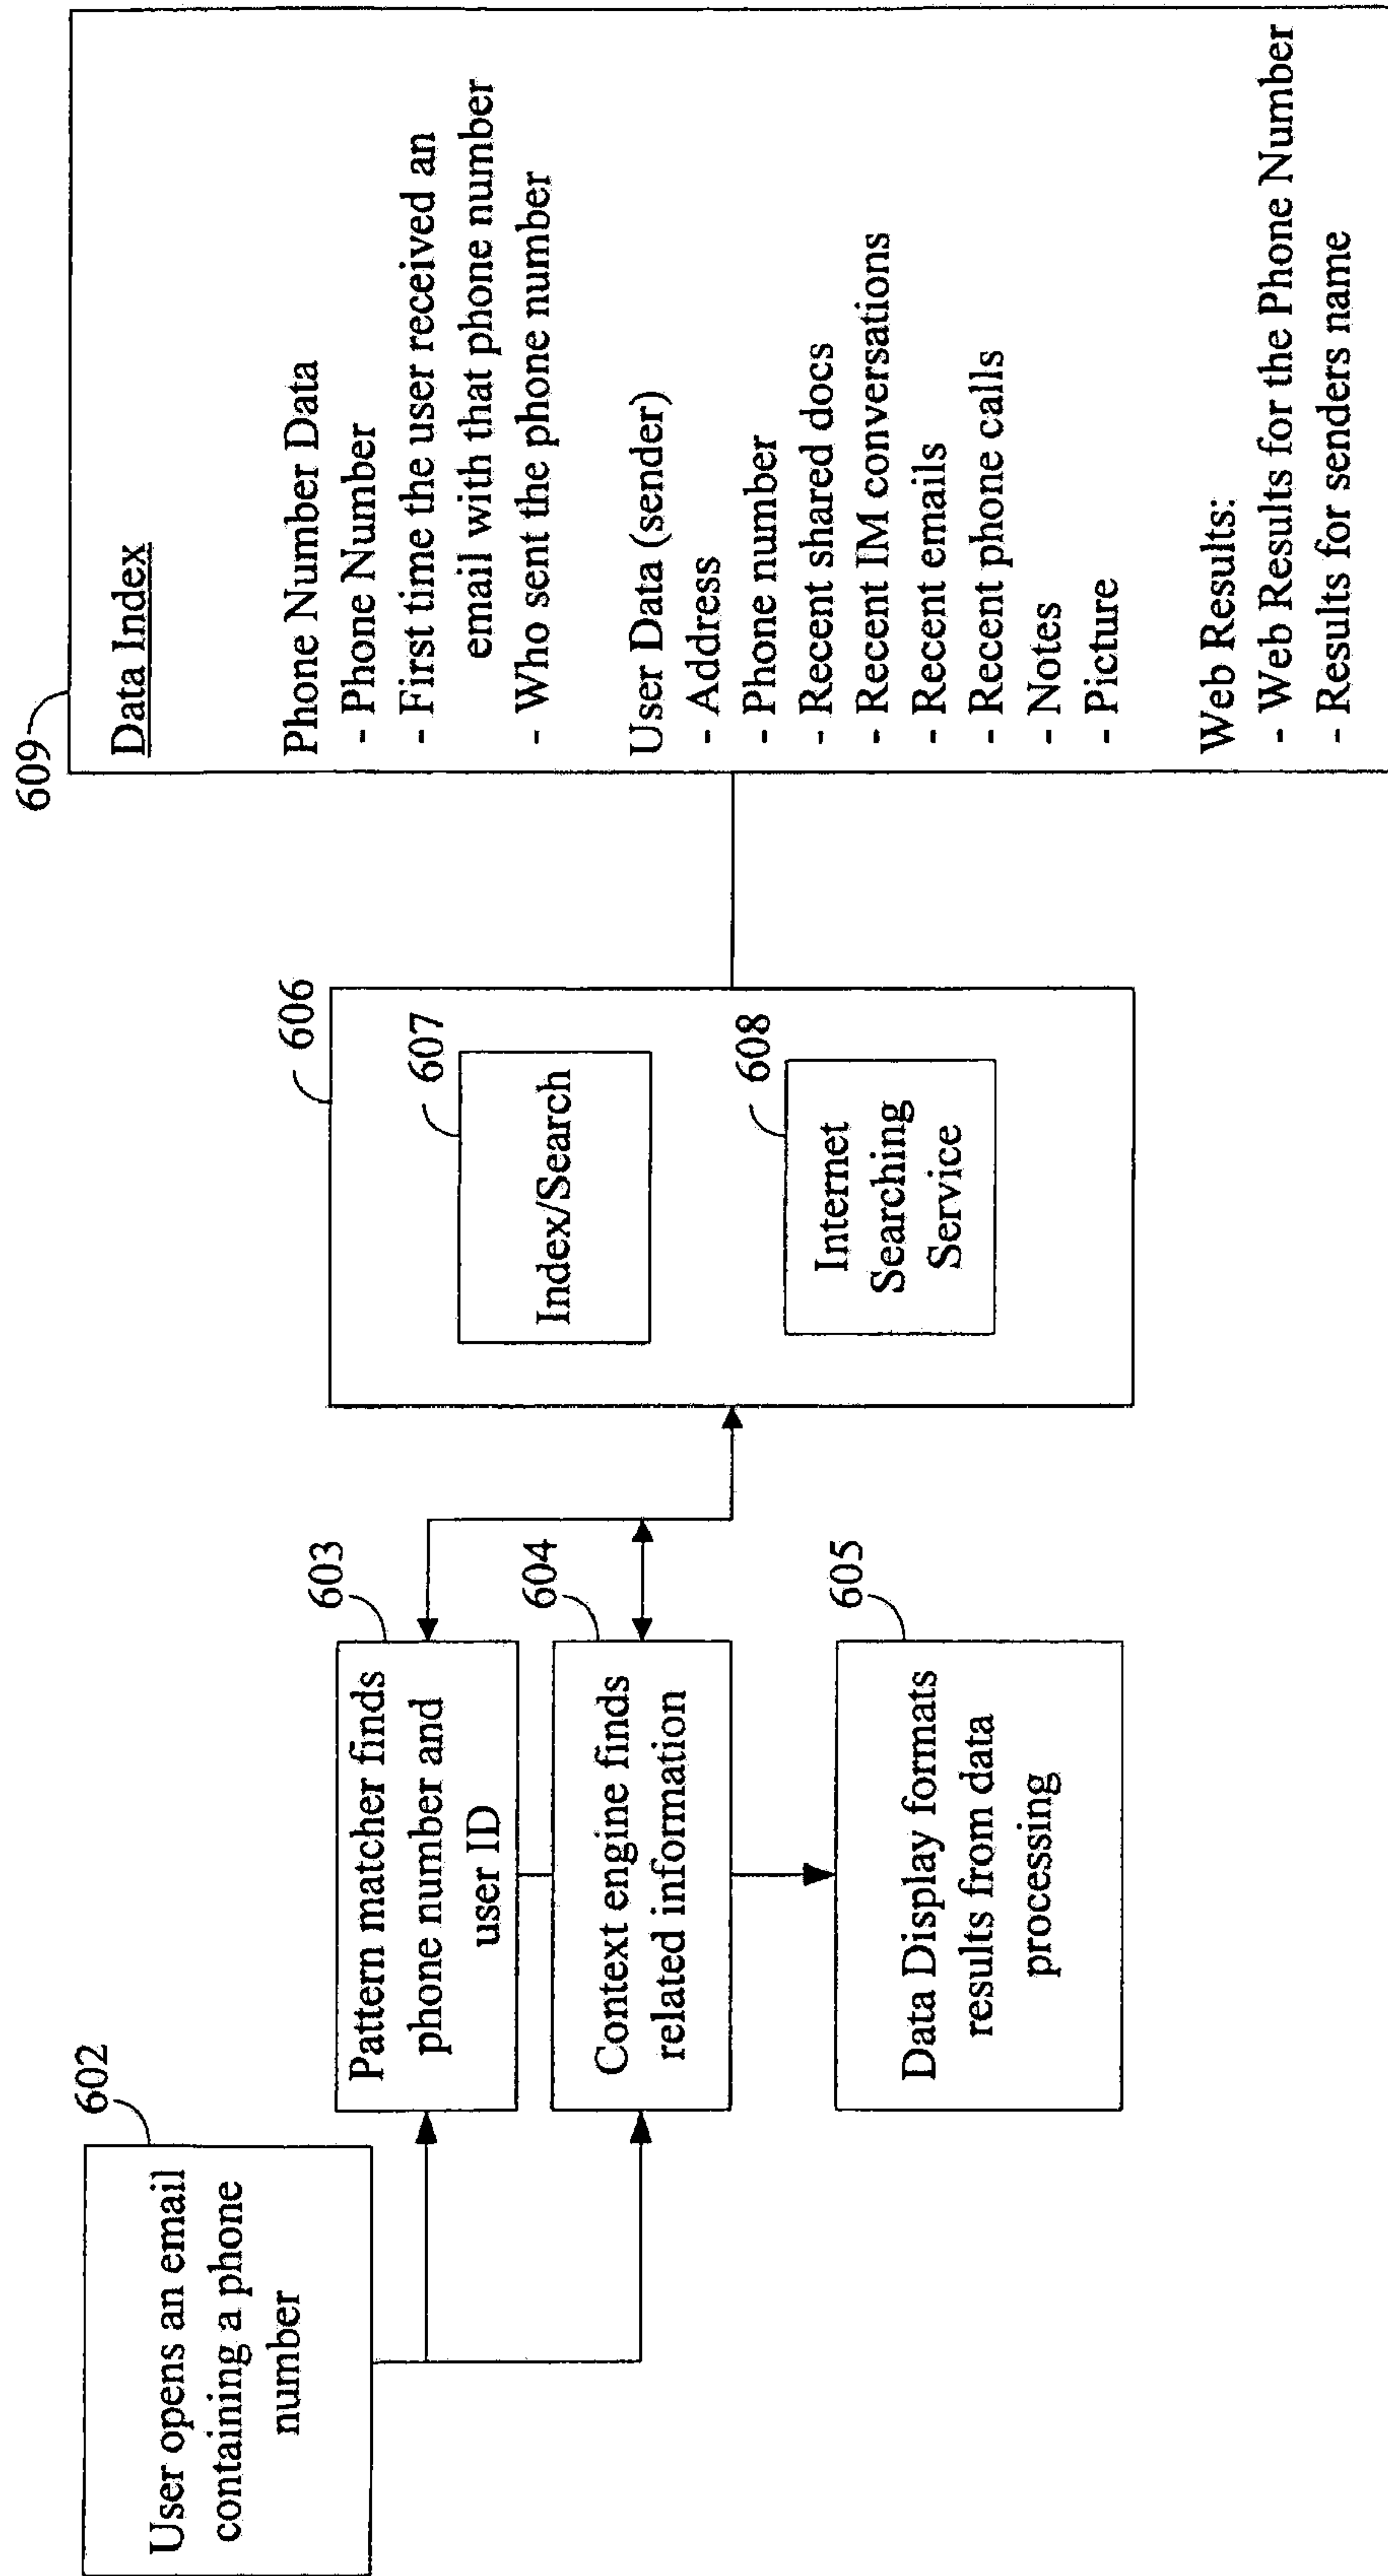 602
User opens an email
containing a phone
number
603
Pattern matcher finds
phone number and
user ID
604
Context engine finds
related information
605
Data Display formats
results from data
processing
606
607
Index/Search
608
Internet
Searching
Service
609
Data Index
Phone Number Data
- Phone Number
- First time the user received an
email with that phone number
- Who sent the phone number
User Data (sender)
- Address
- Phone number
- Recent shared docs
- Recent IM conversations
- Recent emails
- Recent phone calls
- Notes
- Picture
Web Results:
- Web Results for the Phone Number
- Results for senders name